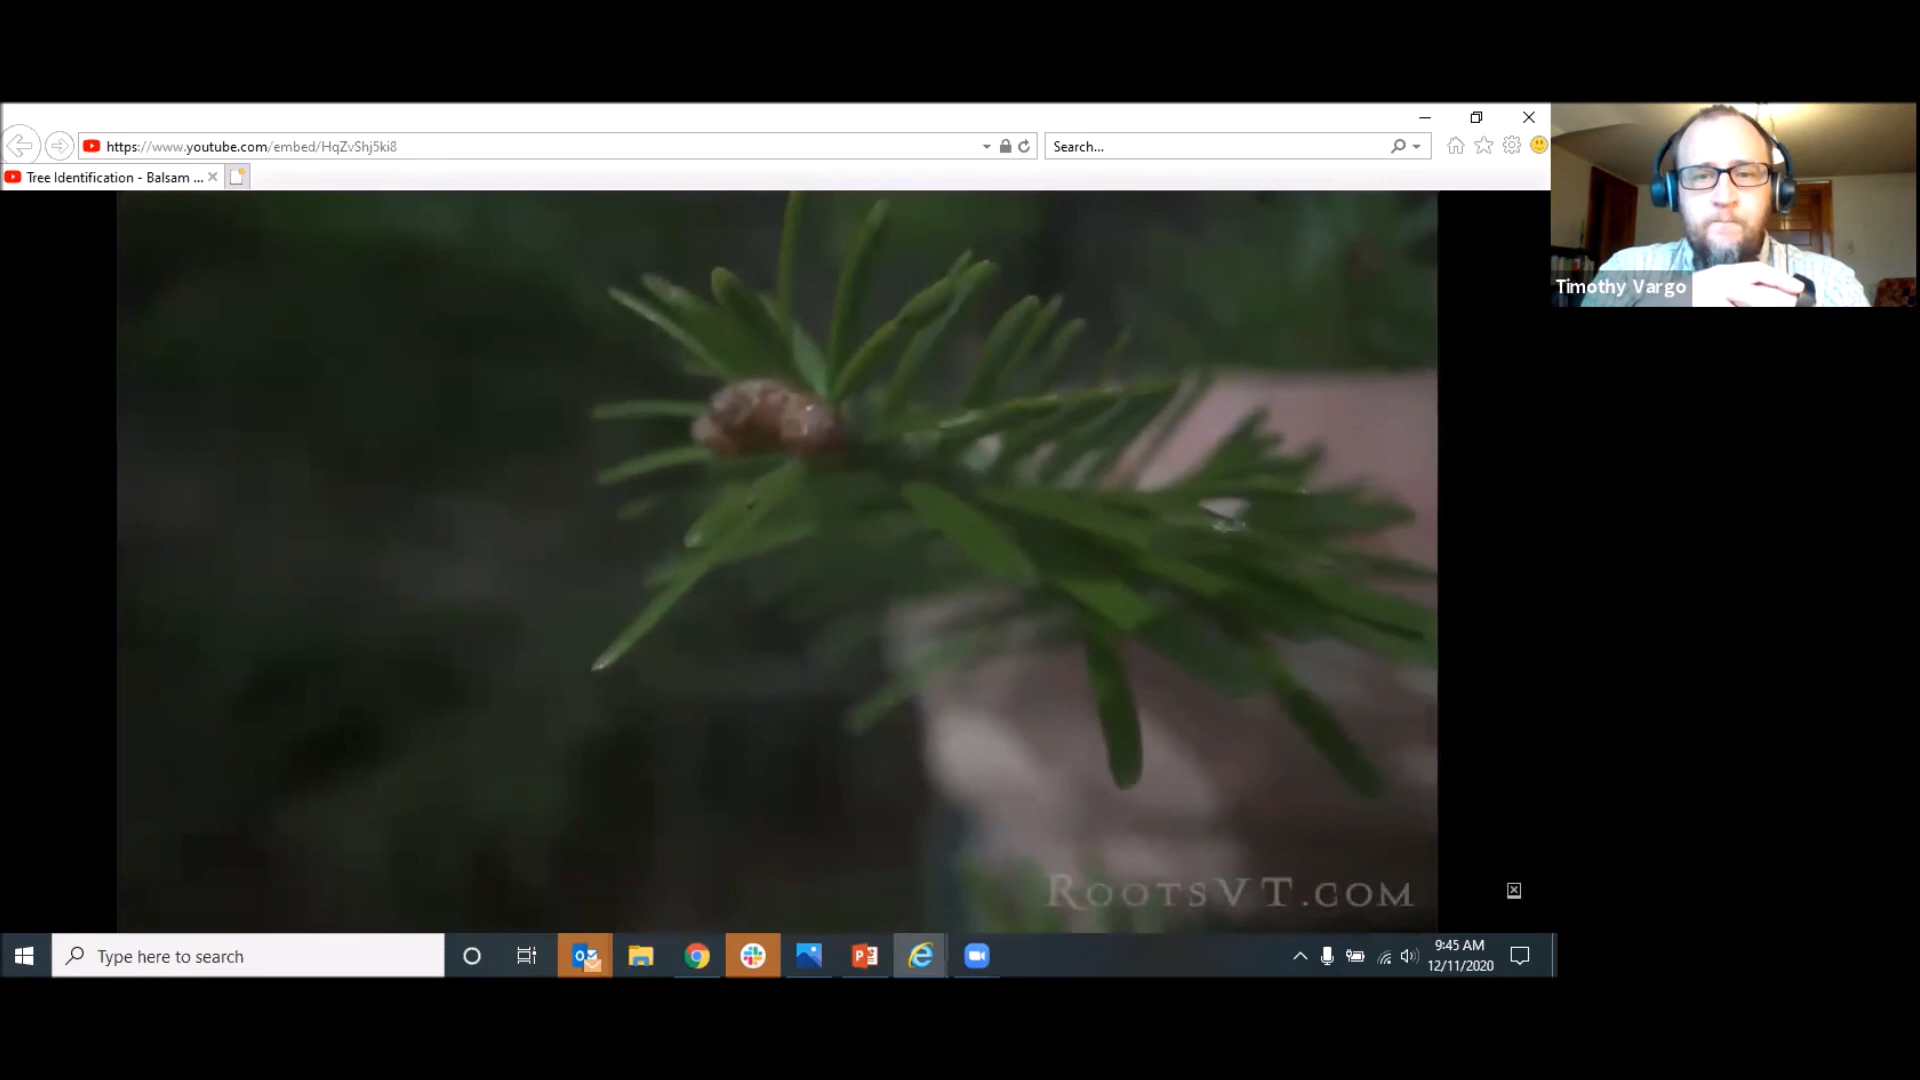 https://www.youtube.com/embed/HqZvShj5ki8
Search...
Tree Identification - Balsam ...
Timothy Vargo
RootsVT.com
Type here to search
9:45 AM
12/11/2020